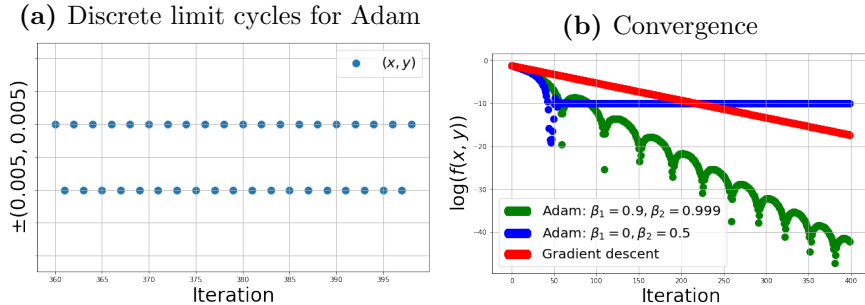 (a) Discrete limit cycles for Adam
(x, y)
±(0.005, 0.005)
360 365 370 375 380 385 390 395
Iteration
(b) Convergence
0
−10
−20
−30
−40
log(f(x, y))
Adam: β₁ = 0.9, β₂ = 0.999
Adam: β₁ = 0, β₂ = 0.5
Gradient descent
0 50 100 150 200 250 300 350 400
Iteration